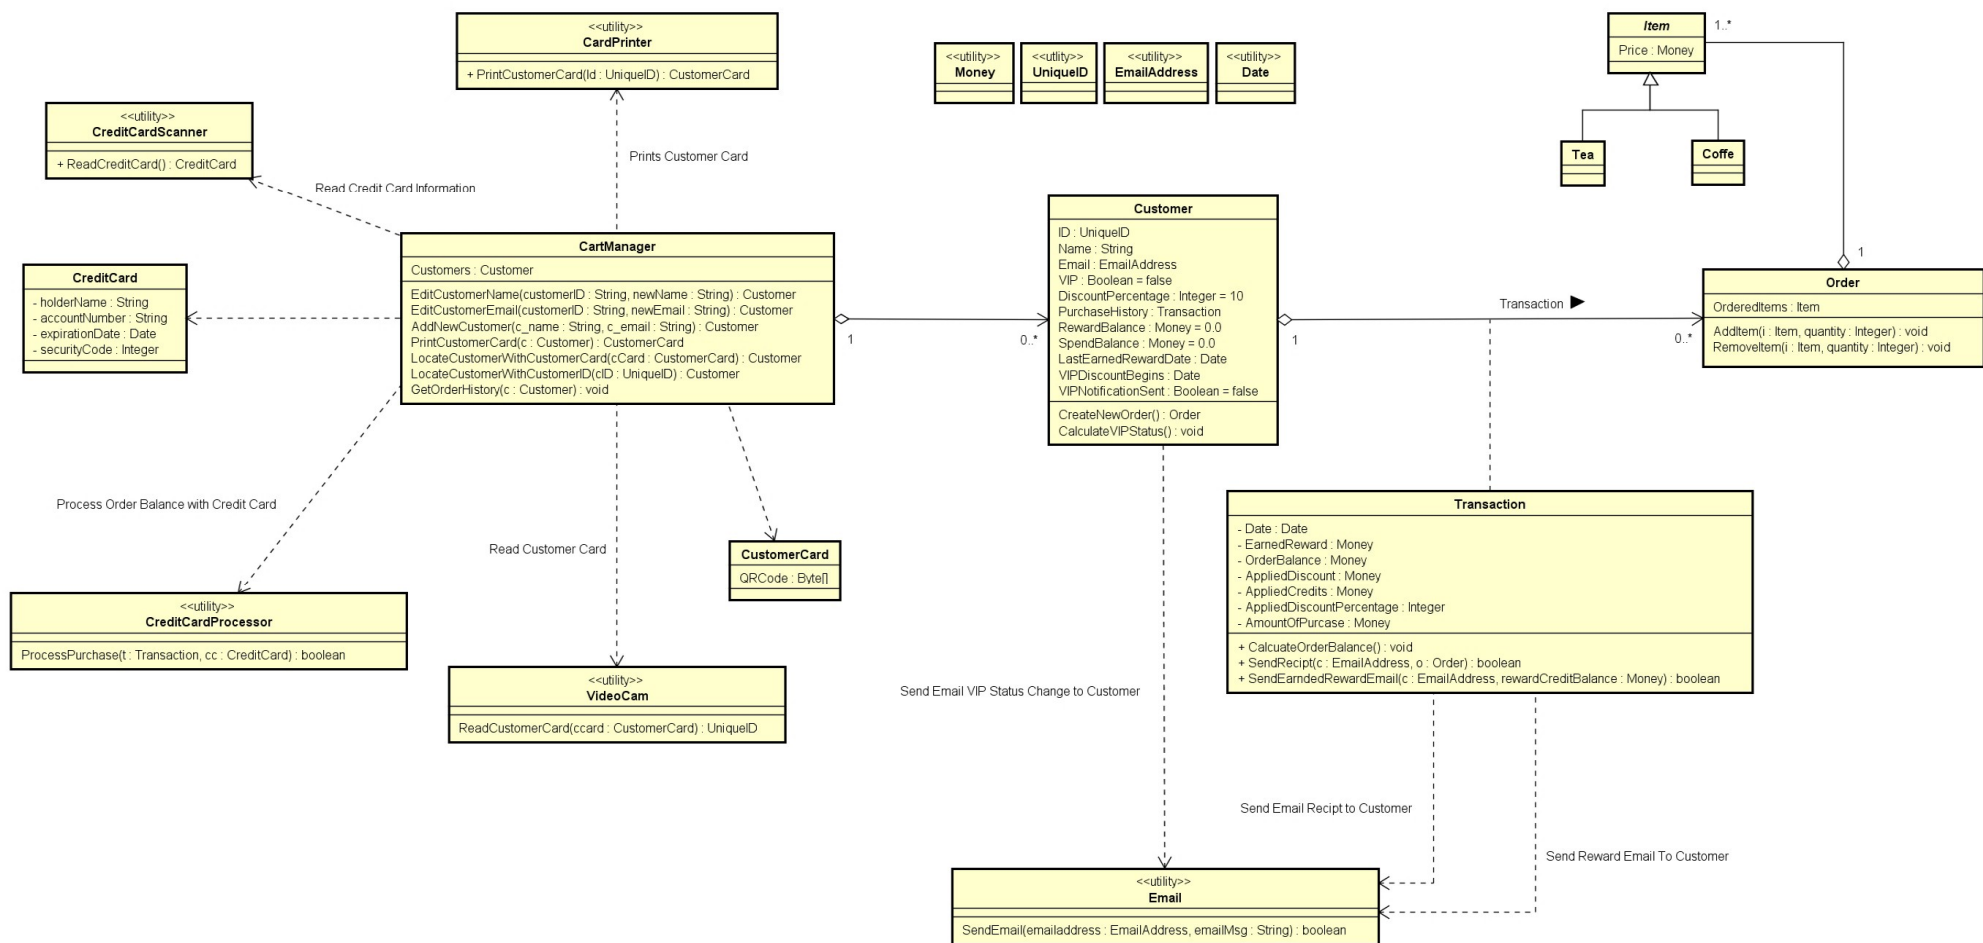 <<utility>>
CardPrinter
+ PrintCustomerCard(Id : UniqueID) : CustomerCard
<<utility>>
Money
<<utility>>
UniqueID
<<utility>>
EmailAddress
<<utility>>
Date
Item
Price : Money
1..*
Tea
Coffe
<<utility>>
CreditCardScanner
+ ReadCreditCard() : CreditCard
Prints Customer Card
Read Credit Card Information
CartManager
Customers : Customer
EditCustomerName(customerID : String, newName : String) : Customer
EditCustomerEmail(customerID : String, newEmail : String) : Customer
AddNewCustomer(c_name : String, c_email : String) : Customer
PrintCustomerCard(c : Customer) : CustomerCard
LocateCustomerWithCustomerCard(cCard : CustomerCard) : Customer
LocateCustomerWithCustomerID(cID : UniqueID) : Customer
GetOrderHistory(c : Customer) : void
1
0..*
CreditCard
- holderName : String
- accountNumber : String
- expirationDate : Date
- securityCode : Integer
Customer
ID : UniqueID
Name : String
Email : EmailAddress
VIP : Boolean = false
DiscountPercentage : Integer = 10
PurchaseHistory : Transaction
RewardBalance : Money = 0.0
SpendBalance : Money = 0.0
LastEarnedRewardDate : Date
VIPDiscountBegins : Date
VIPNotificationSent : Boolean = false
CreateNewOrder() : Order
CalculateVIPStatus() : void
1
Transaction
0..*
1
Order
OrderedItems : Item
AddItem(i : Item, quantity : Integer) : void
RemoveItem(i : Item, quantity : Integer) : void
Process Order Balance with Credit Card
Read Customer Card
CustomerCard
QRCode : Byte[]
<<utility>>
CreditCardProcessor
ProcessPurchase(t : Transaction, cc : CreditCard) : boolean
<<utility>>
VideoCam
ReadCustomerCard(ccard : CustomerCard) : UniqueID
Transaction
- Date : Date
- EarnedReward : Money
- OrderBalance : Money
- AppliedDiscount : Money
- AppliedCredits : Money
- AppliedDiscountPercentage : Integer
- AmountOfPurcase : Money
+ CalcuateOrderBalance() : void
+ SendRecipt(c : EmailAddress, o : Order) : boolean
+ SendEarndedRewardEmail(c : EmailAddress, rewardCreditBalance : Money) : boolean
Send Email VIP Status Change to Customer
Send Email Recipt to Customer
Send Reward Email To Customer
<<utility>>
Email
SendEmail(emailaddress : EmailAddress, emailMsg : String) : boolean